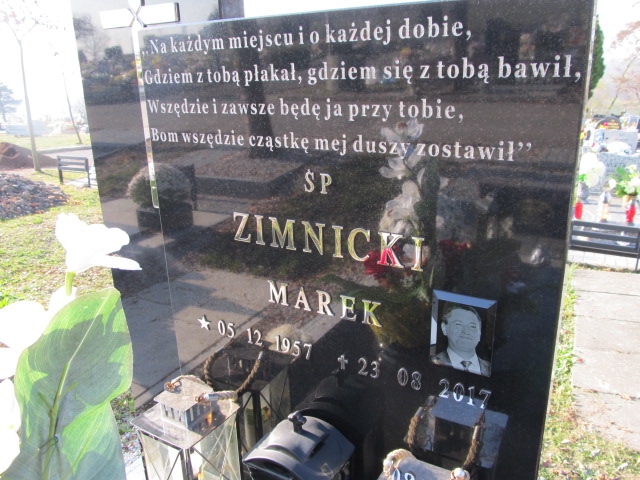 „Na każdym miejscu i o każdej dobie,
Gdziem z tobą płakał, gdziem się z tobą bawił,
Wszędzie i zawsze będę ja przy tobie,
Bom wszędzie cząstkę mej duszy zostawił”
ŚP
ZIMNICKI
MAREK
05 12 1957 23 08 2017